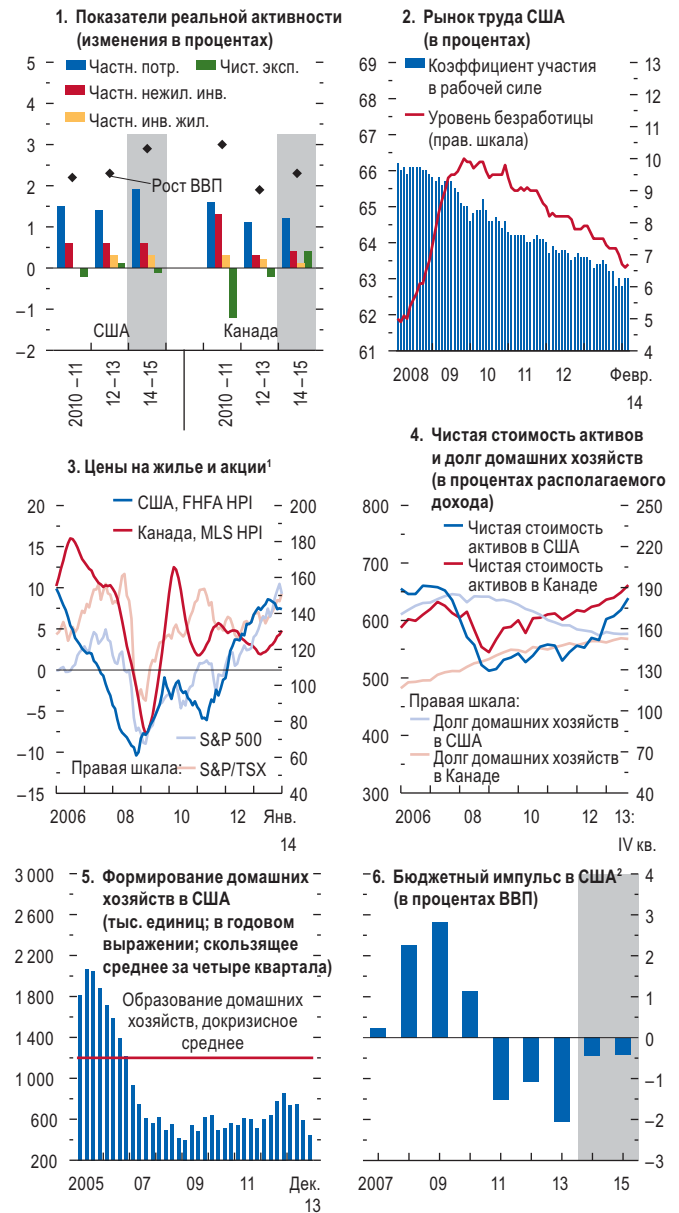 1. Показатели реальной активности
(изменения в процентах)
Частн. потр.
Чист. эксп.
Частн. нежил. инв.
Частн. инв. жил.
Рост ВВП
5
4
3
2
1
0
–1
–2
США
Канада
2010 – 11
12 – 13
14 – 15
2010 – 11
12 – 13
14 – 15
2. Рынок труда США
(в процентах)
Коэффициент участия
в рабочей силе
Уровень безработицы
(прав. шкала)
69
68
67
66
65
64
63
62
61
13
12
11
10
9
8
7
6
5
4
2008 09 10 11 12 Февр.
14
3. Цены на жилье и акции¹
США, FHFA HPI
Канада, MLS HPI
20
15
10
5
0
–5
–10
–15
200
180
160
140
120
100
80
60
40
S&P 500
Правая шкала: S&P/TSX
2006 08 10 12 Янв.
14
4. Чистая стоимость активов
и долг домашних хозяйств
(в процентах располагаемого
дохода)
Чистая стоимость
активов в США
Чистая стоимость
активов в Канаде
800
700
600
500
400
300
250
220
190
160
130
100
70
40
Правая шкала:
Долг домашних хозяйств
в США
Долг домашних хозяйств
в Канаде
2006 08 10 12 13:
IV кв.
5. Формирование домашних
хозяйств в США
(тыс. единиц; в годовом
выражении; скользящее
среднее за четыре квартала)
Образование домашних
хозяйств, докризисное
среднее
3 000
2 600
2 200
1 800
1 400
1 000
600
200
2005 07 09 11 Дек.
13
6. Бюджетный импульс в США²
(в процентах ВВП)
4
3
2
1
0
–1
–2
–3
2007 09 11 13 15